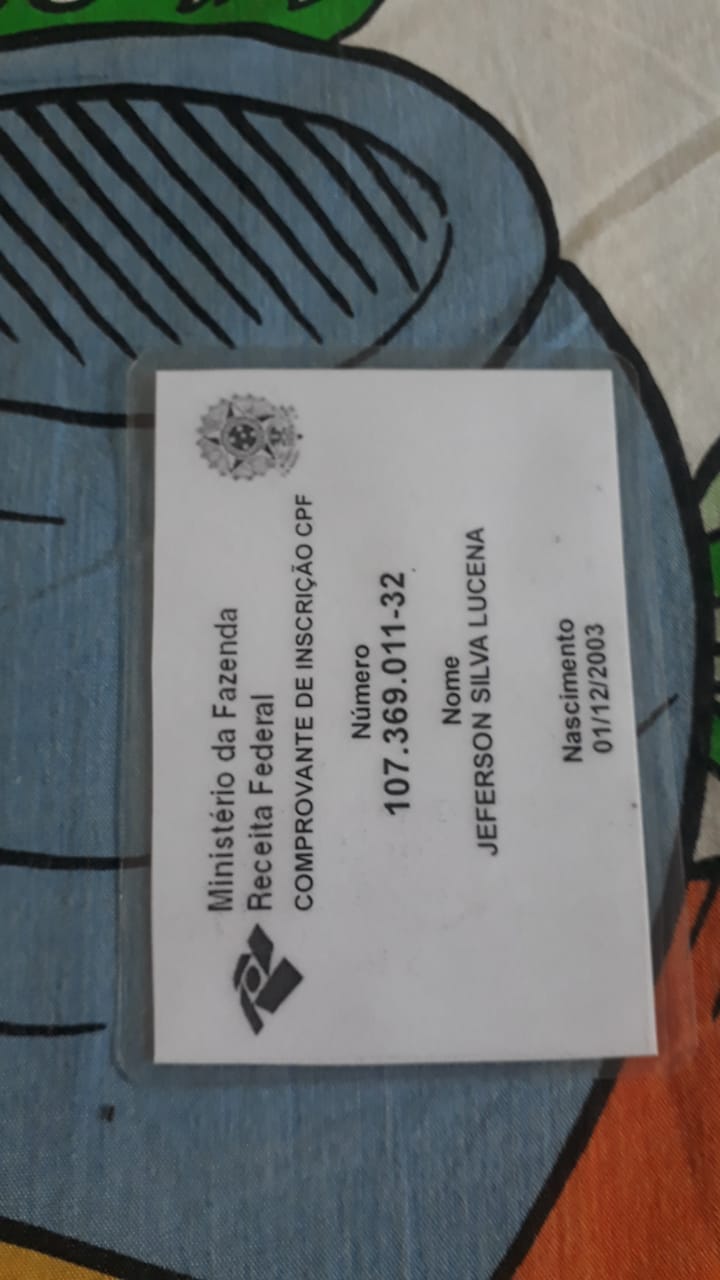 Ministério da Fazenda
Receita Federal
COMPROVANTE DE INSCRIÇÃO CPF
Número
107.369.011-32
Nome
JEFERSON SILVA LUCENA
Nascimento
01/12/2003